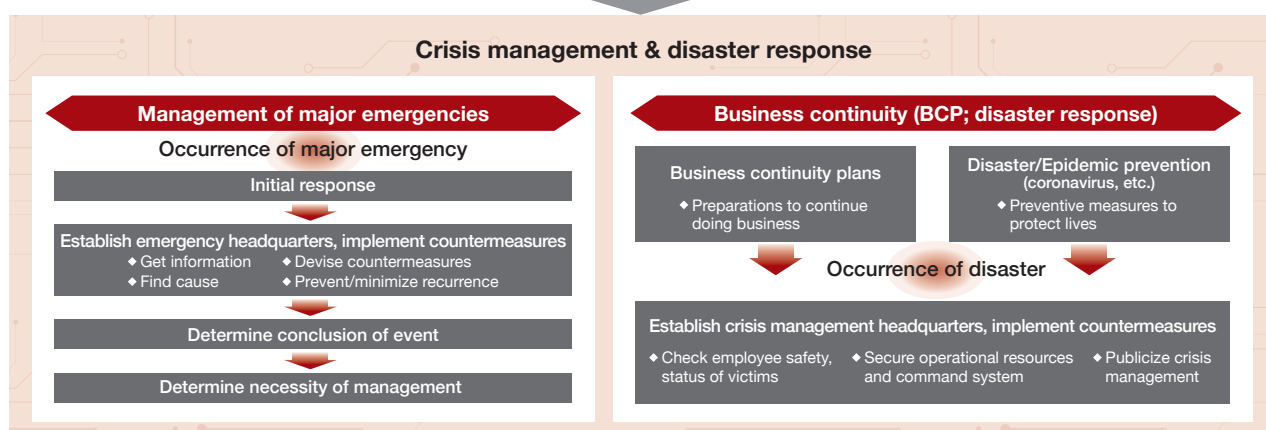 Crisis management & disaster response
Management of major emergencies
Occurrence of major emergency
Initial response
Establish emergency headquarters, implement countermeasures
◆ Get information
◆ Find cause
◆ Devise countermeasures
◆ Prevent/minimize recurrence
Determine conclusion of event
Determine necessity of management
Business continuity (BCP; disaster response)
Business continuity plans
◆ Preparations to continue
doing business
Disaster/Epidemic prevention
(coronavirus, etc.)
◆ Preventive measures to
protect lives
Occurrence of disaster
Establish crisis management headquarters, implement countermeasures
◆ Check employee safety,
status of victims
◆ Secure operational resources
and command system
◆ Publicize crisis
management